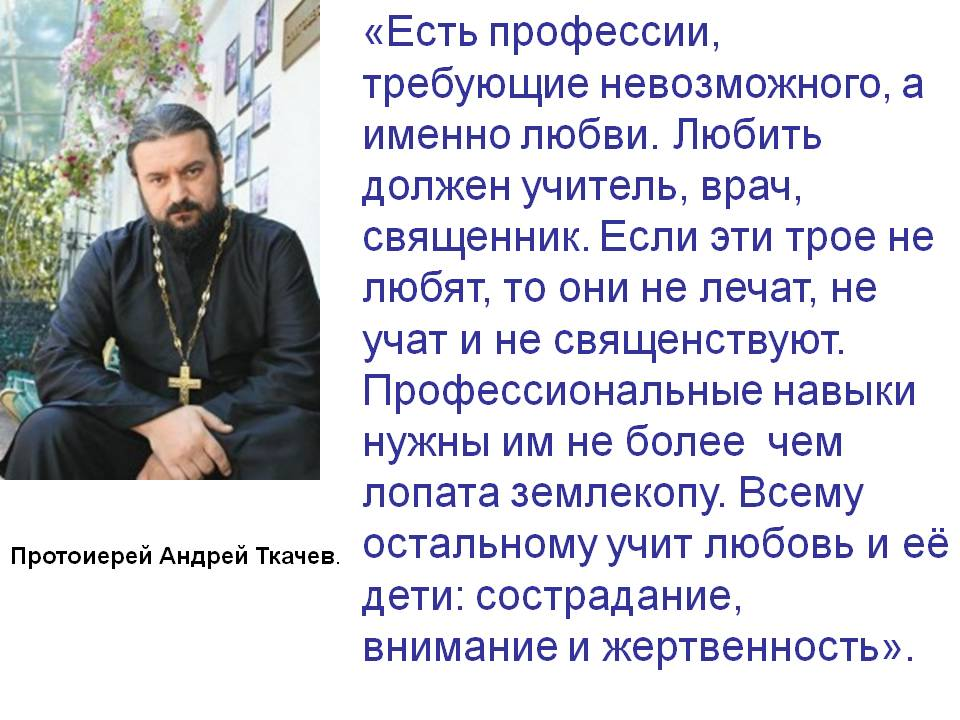 «Есть профессии,
требующие невозможного, а
именно любви. Любить
должен учитель, врач,
священник. Если эти трое не
любят, то они не лечат, не
учат и не священствуют.
Профессиональные навыки
нужны им не более  чем
лопата землекопу. Всему
остальному учит любовь и её
дети: сострадание,
внимание и жертвенность».
Протоиерей Андрей Ткачев.